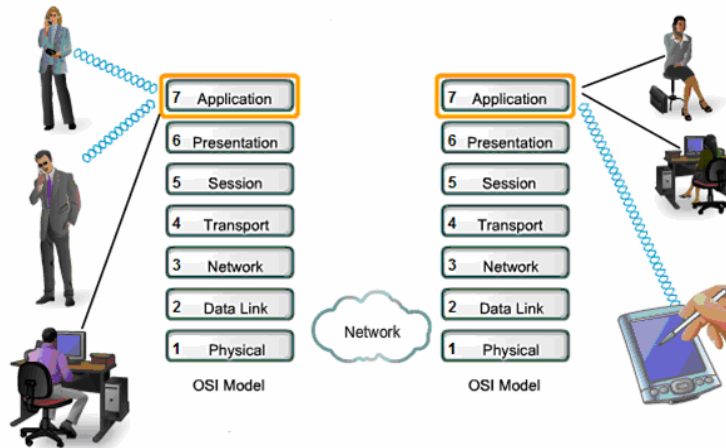 7 Application
6 Presentation
5 Session
4 Transport
3 Network
2 Data Link
1 Physical
OSI Model
Network
7 Application
6 Presentation
5 Session
4 Transport
3 Network
2 Data Link
1 Physical
OSI Model